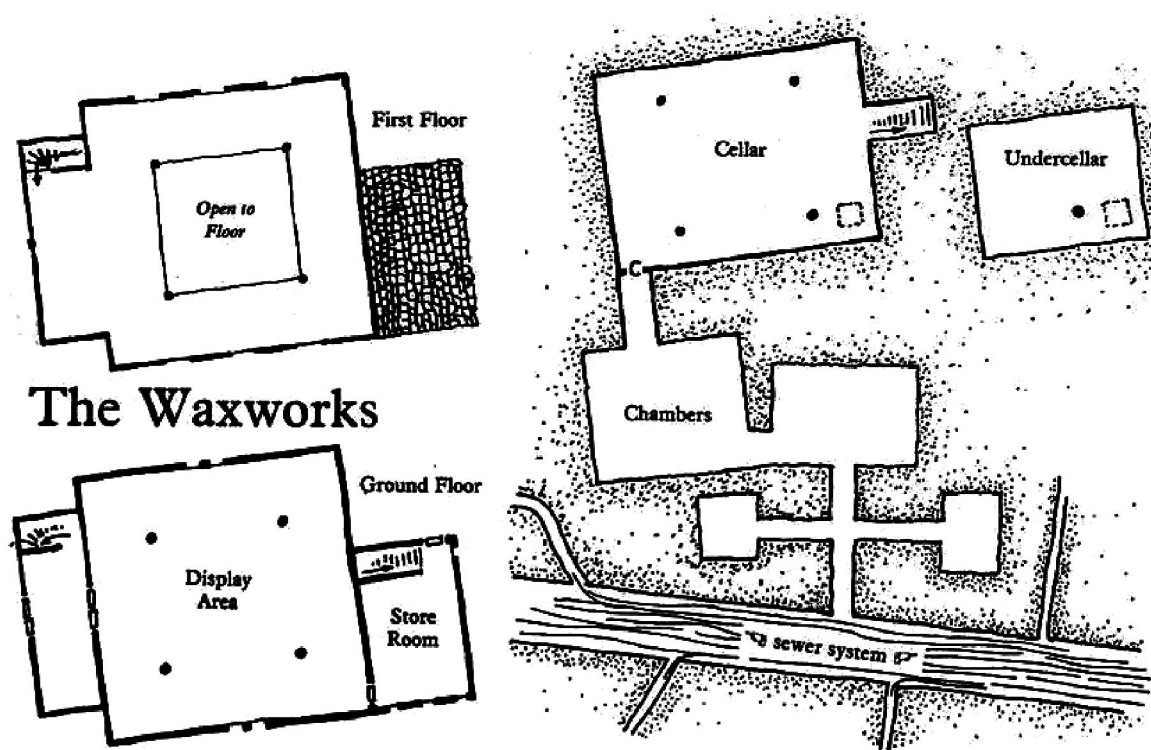 First Floor
Open to
Floor
Cellar
Undercellar
C
The Waxworks
Chambers
Ground Floor
Display
Area
Store
Room
sewer system